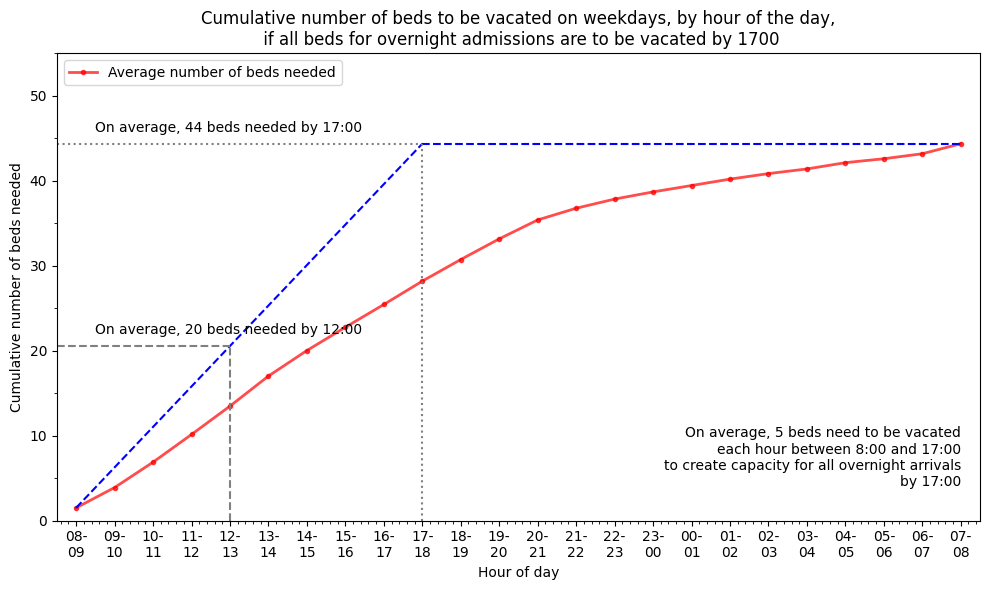 Cumulative number of beds to be vacated on weekdays, by hour of the day,
if all beds for overnight admissions are to be vacated by 1700
Average number of beds needed
On average, 44 beds needed by 17:00
On average, 20 beds needed by 12:00
On average, 5 beds need to be vacated
each hour between 8:00 and 17:00
to create capacity for all overnight arrivals
by 17:00
Cumulative number of beds needed
50
40
30
20
10
0
08-09
09-10
10-11
11-12
12-13
13-14
14-15
15-16
16-17
17-18
18-19
19-20
20-21
21-22
22-23
23-00
00-01
01-02
02-03
03-04
04-05
05-06
06-07
07-08
Hour of day